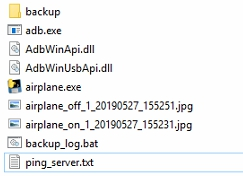 backup
adb.exe
AdbWinApi.dll
AdbWinUsbApi.dll
airplane.exe
airplane_off_1_20190527_155251.jpg
airplane_on_1_20190527_155231.jpg
backup_log.bat
ping_server.txt